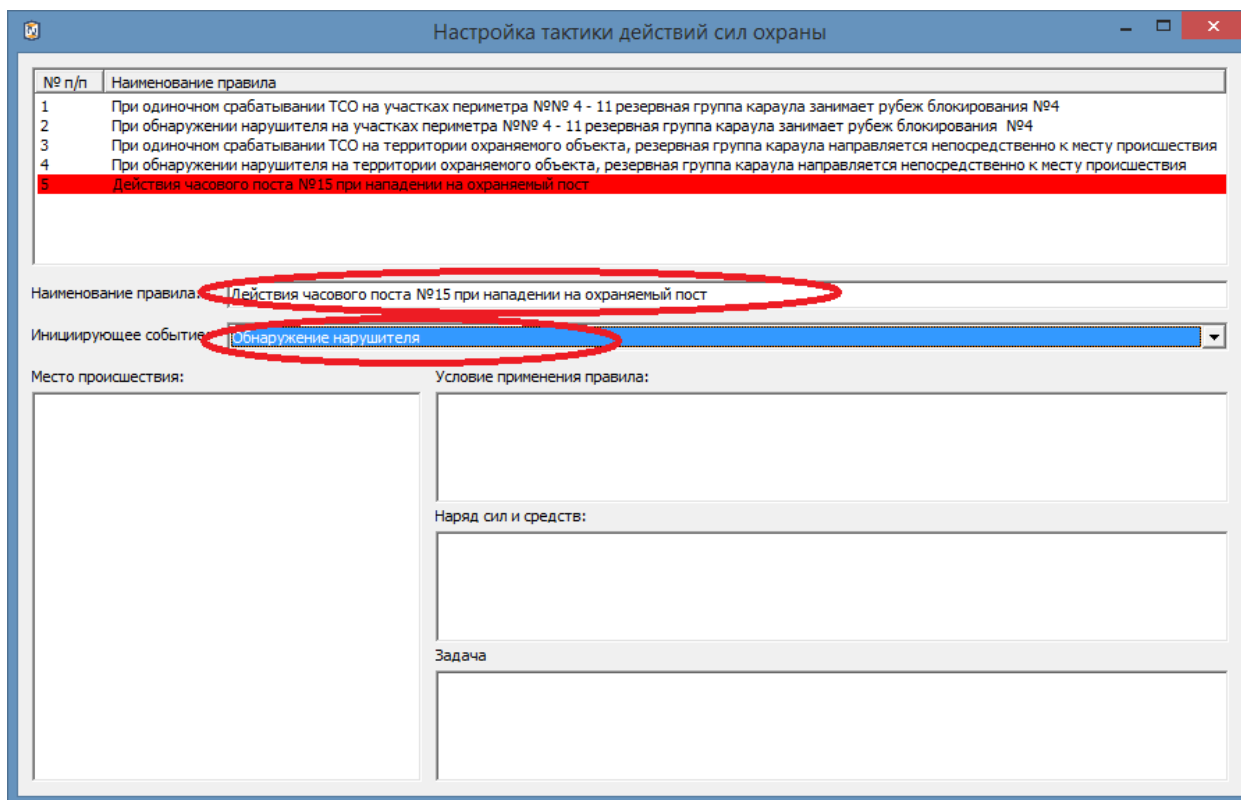 Настройка тактики действий сил охраны
№ п/п Наименование правила
1 При одиночном срабатывании ТСО на участках периметра №№ 4 - 11 резервная группа караула занимает рубеж блокирования №4
2 При обнаружении нарушителя на участках периметра №№ 4 - 11 резервная группа караула занимает рубеж блокирования №4
3 При одиночном срабатывании ТСО на территории охраняемого объекта, резервная группа караула направляется непосредственно к месту происшествия
4 При обнаружении нарушителя на территории охраняемого объекта, резервная группа караула направляется непосредственно к месту происшествия
5 Действия часового поста №15 при нападении на охраняемый пост
Наименование правила: Действия часового поста №15 при нападении на охраняемый пост
Инициирующее событие Обнаружение нарушителя
Место происшествия: Условие применения правила:
Наряд сил и средств:
Задача